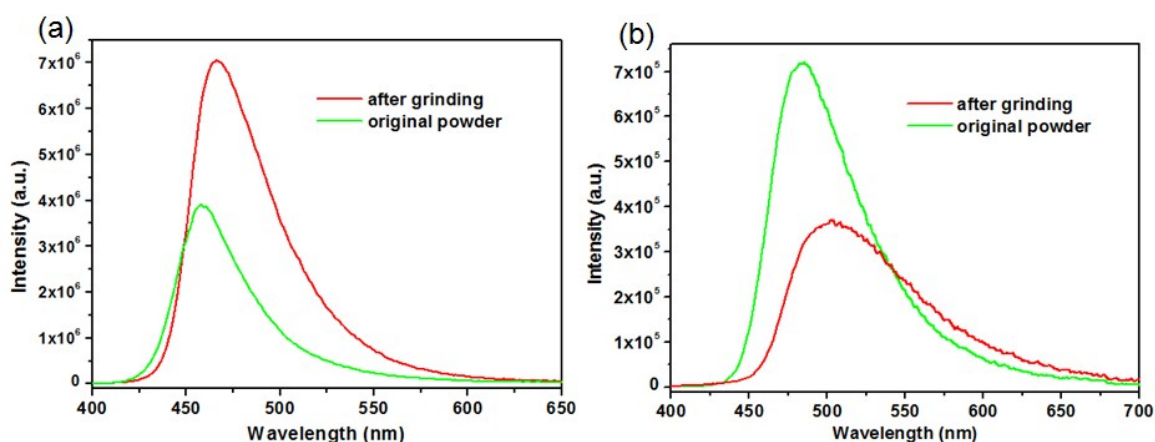 (a)
7x10⁶
6x10⁶
5x10⁶
4x10⁶
3x10⁶
2x10⁶
1x10⁶
0
Intensity (a.u.)
after grinding
original powder
400 450 500 550 600 650
Wavelength (nm)
(b)
7x10⁵
6x10⁵
5x10⁵
4x10⁵
3x10⁵
2x10⁵
1x10⁵
0
Intensity (a.u.)
after grinding
original powder
400 450 500 550 600 650 700
Wavelength (nm)